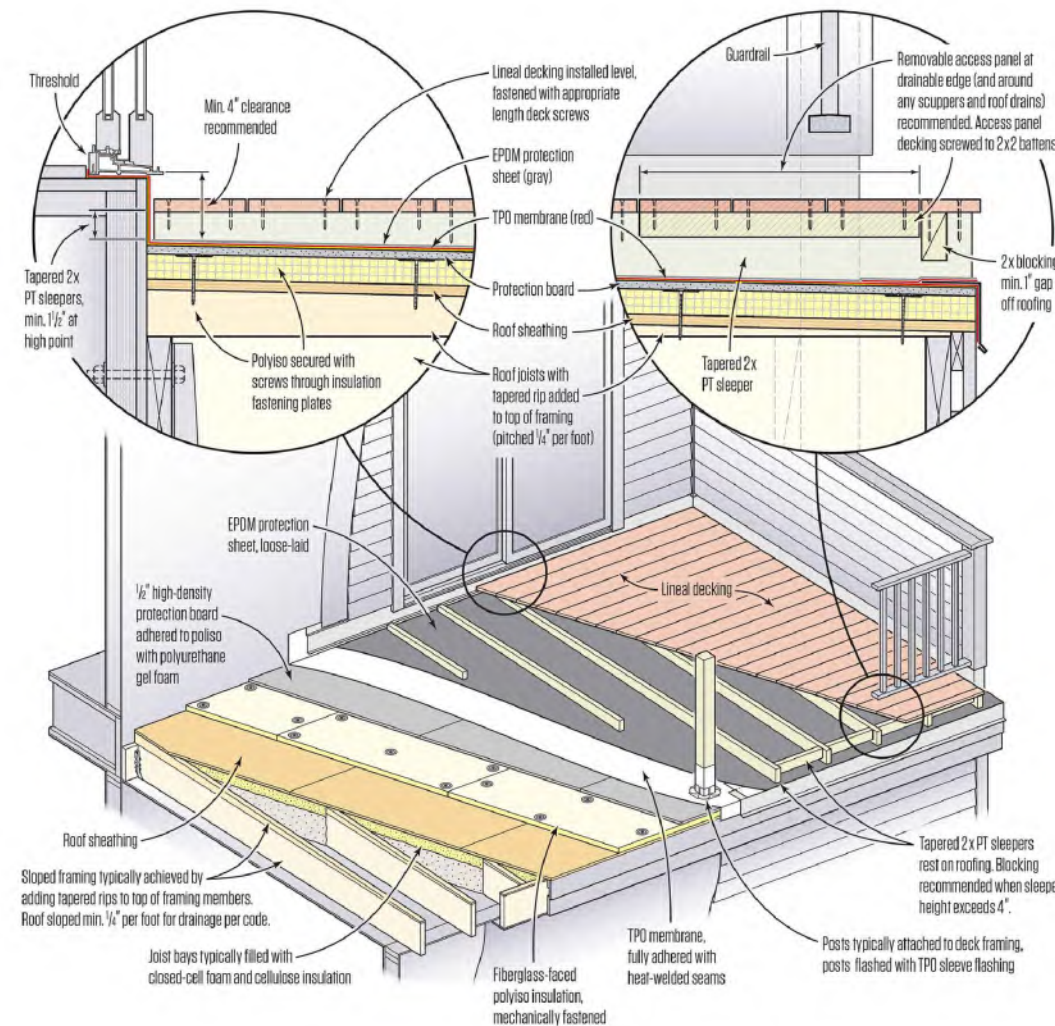 Threshold
Min. 4" clearance
recommended
Lineal decking installed level,
fastened with appropriate
length deck screws
EPDM protection
sheet (gray)
TPO membrane (red)
Protection board
Roof sheathing
Roof joists with
tapered rip added
to top of framing
(pitched 1/4" per foot)
Tapered 2x
PT sleepers,
min. 1 1/2" at
high point
Polyiso secured with
screws through insulation
fastening plates
Guardrail
Removable access panel at
drainable edge (and around
any scuppers and roof drains)
recommended. Access panel
decking screwed to 2x2 battens
2x blocking
min. 1" gap
off roofing
Tapered 2x
PT sleeper
EPDM protection
sheet, loose-laid
1/2" high-density
protection board
adhered to poliso
with polyurethane
gel foam
Lineal decking
Roof sheathing
Sloped framing typically achieved by
adding tapered rips to top of framing members.
Roof sloped min. 1/4" per foot for drainage per code.
Joist bays typically filled with
closed-cell foam and cellulose insulation
Fiberglass-faced
polyiso insulation,
mechanically fastened
TPO membrane,
fully adhered with
heat-welded seams
Posts typically attached to deck framing,
posts flashed with TPO sleeve flashing
Tapered 2x PT sleepers
rest on roofing. Blocking
recommended when sleepe
height exceeds 4".